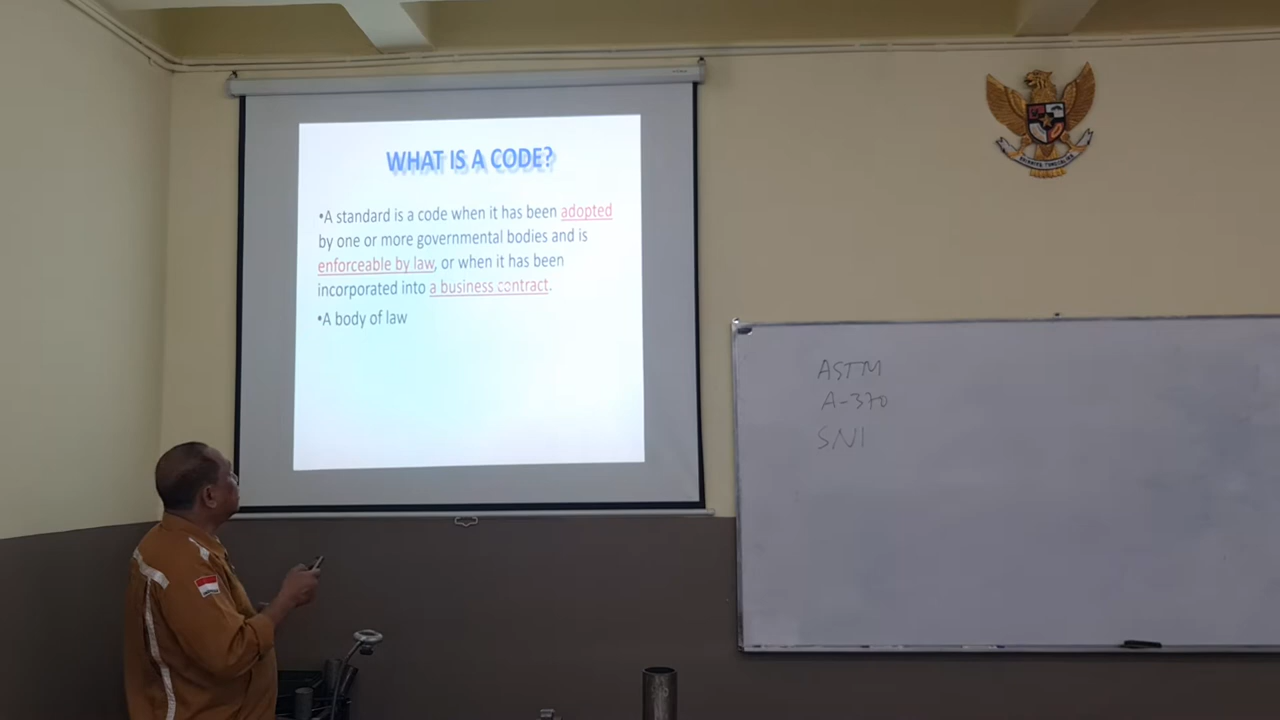 WHAT IS A CODE?
•A standard is a code when it has been adopted
by one or more governmental bodies and is
enforceable by law, or when it has been
incorporated into a business contract.
•A body of law
ASTM
A-370
SNI